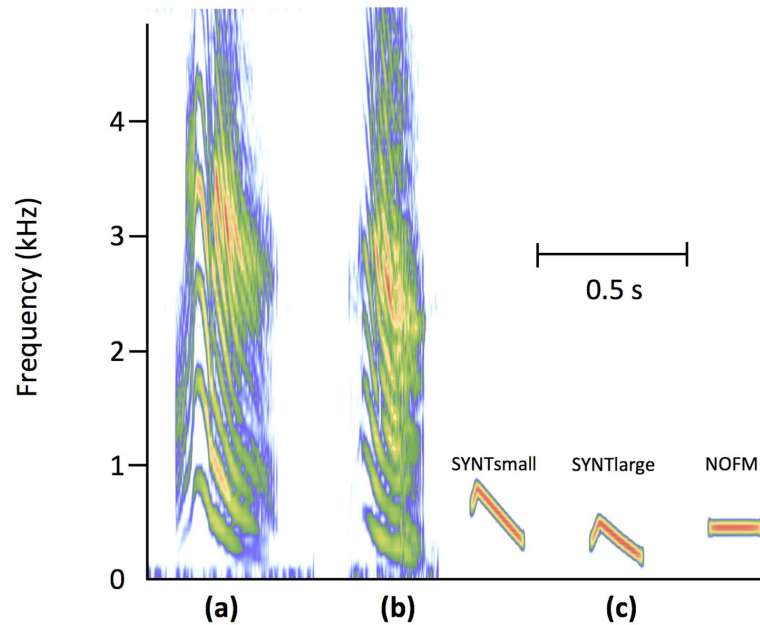 Frequency (kHz)
4
3
2
1
0
0.5 s
SYNTsmall
SYNTlarge
NOFM
(a)
(b)
(c)